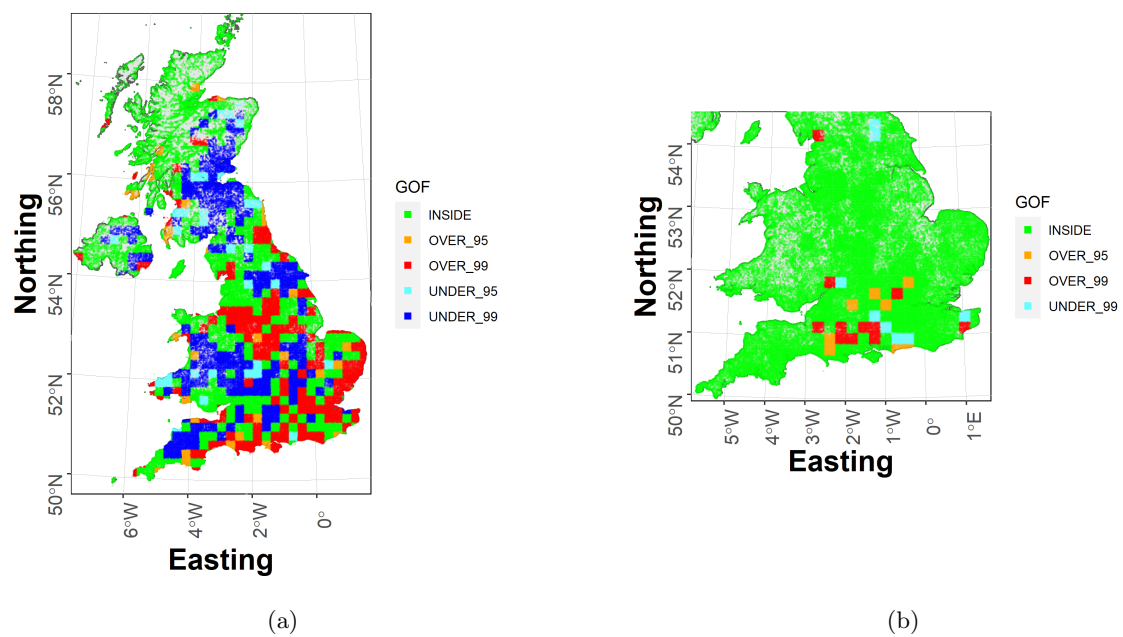 Northing
58°N
56°N
54°N
52°N
50°N
6°W
4°W
2°W
0°
Easting
GOF
INSIDE
OVER_95
OVER_99
UNDER_95
UNDER_99
(a)
Northing
54°N
53°N
52°N
51°N
50°N
5°W
4°W
3°W
2°W
1°W
0°
1°E
Easting
GOF
INSIDE
OVER_95
OVER_99
UNDER_99
(b)